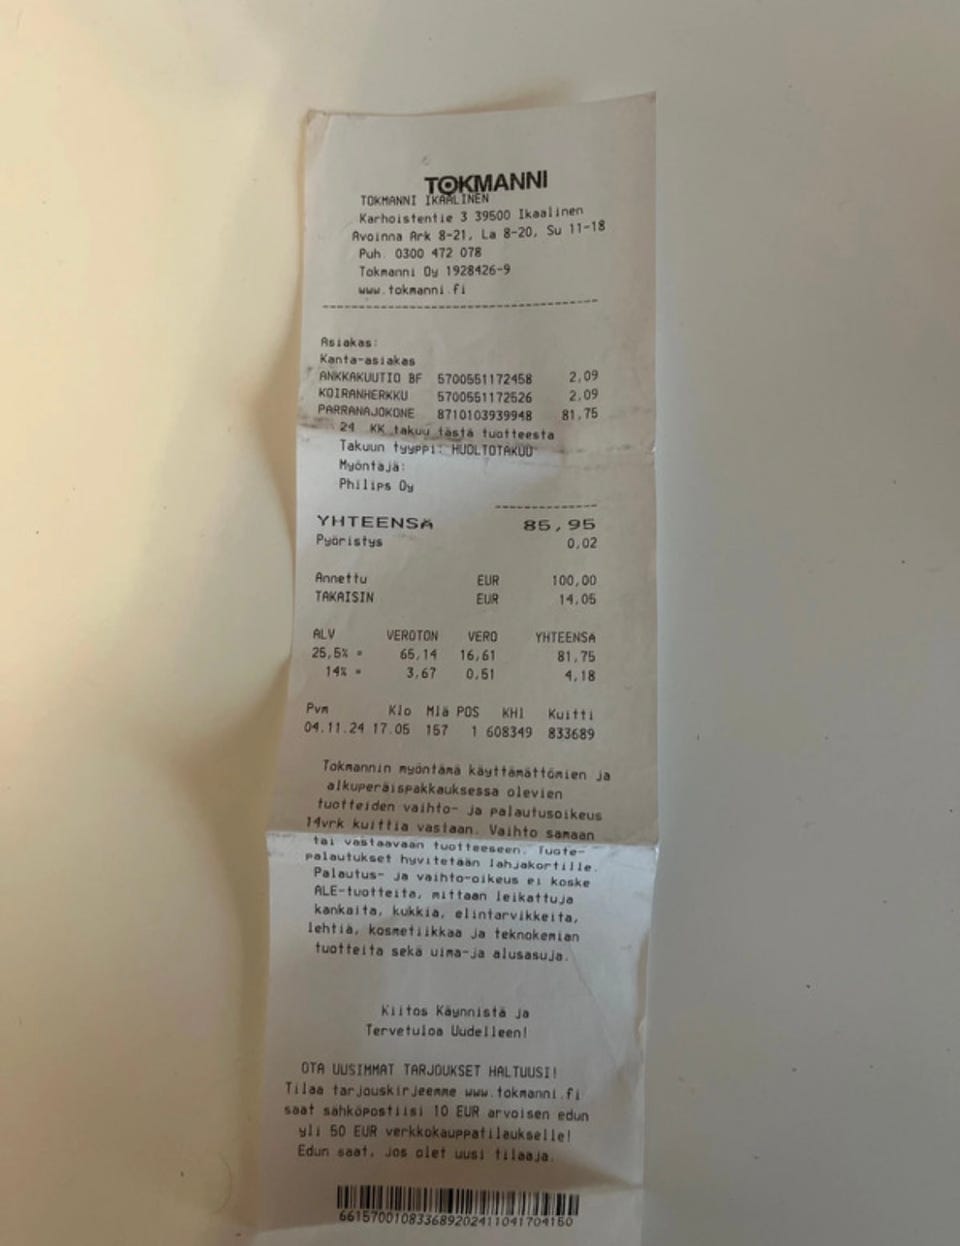 TOKMANNI
TOKMANNI IKAALINEN
Karhoistentie 3 39500 Ikaalinen
Avoinna Ark 8-21, La 8-20, Su 11-18
Puh. 0300 472 078
Tokmanni Oy 1928426-9
www.tokmanni.fi
Asiakas:
Kanta-asiakas
ANKKAKUUTIO BF 5700551172458 2,09
KOIRANHERKKU 5700551172526 2,09
PARRANAJOKONE 8710103939948 81,75
24 KK takuu tästä tuotteesta
Takuun tyyppi: HUOLTOTAKUU
Myöntäjä:
Philips Oy
YHTEENSÄ 85,95
Pyöristys 0,02
Annettu EUR 100,00
TAKAISIN EUR 14,05
ALV VEROTON VERO YHTEENSA
25,5% = 65,14 16,61 81,75
14% = 3,67 0,51 4,18
Pvm Klo Mlä POS KHI Kuitti
04.11.24 17.05 157 1 608349 833689
Tokmannin myöntämä käyttämättömien ja
alkuperäispakkauksessa olevien
tuotteiden vaihto- ja palautusoikeus
14vrk kuittia vastaan. Vaihto samaan
tai vastaavaan tuotteeseen. Tuote-
palautukset hyvitetään lahjakortille.
Palautus- ja vaihto-oikeus ei koske
ALE-tuotteita, mittaan leikattuja
kankaita, kukkia, elintarvikkeita,
lehtiä, kosmetiikkaa ja teknokemian
tuotteita sekä uima-ja alusasuja.
Kiitos Käynnistä ja
Tervetuloa Uudelleen!
OTA UUSIMMAT TARJOUKSET HALTUUSI!
Tilaa tarjouskirjeemme www.tokmanni.fi
saat sähköpostiisi 10 EUR arvoisen edun
yli 50 EUR verkkokauppatilaukselle!
Edun saat, jos olet uusi tilaaja.
661570010833689202411041704160